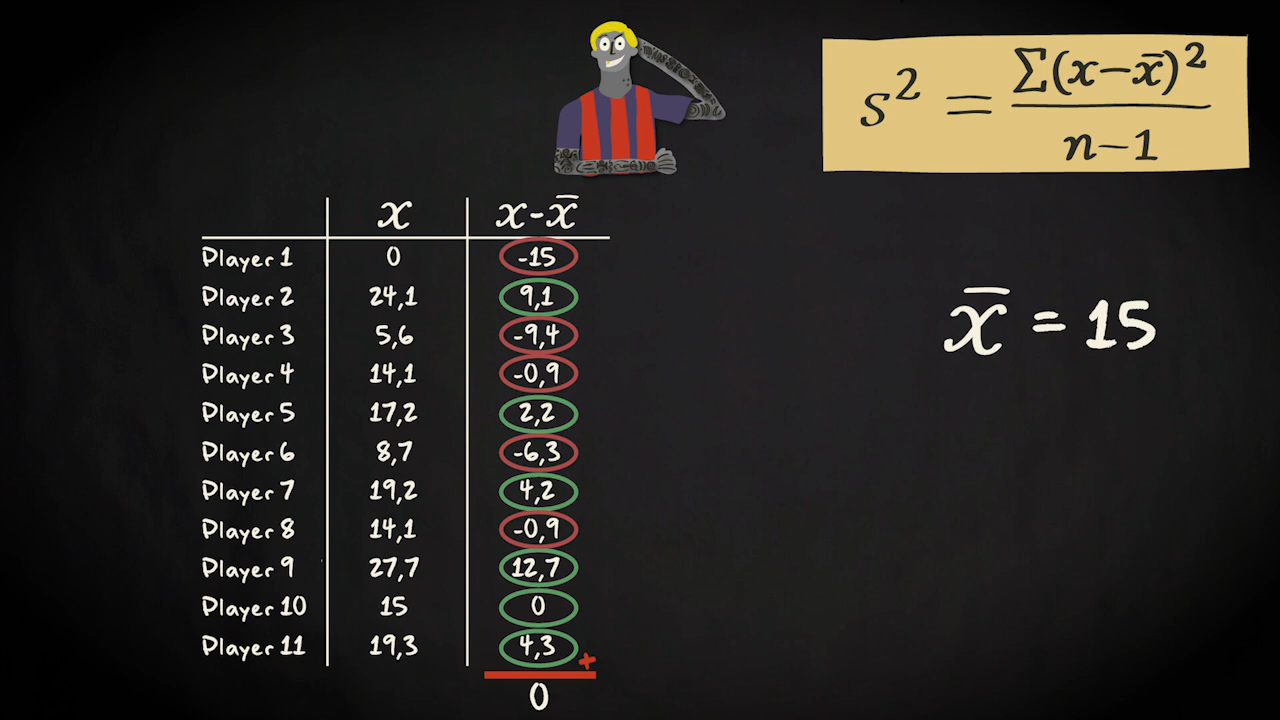 s² = ∑(x-x̄)² / n-1
x x-x̄
Player 1 0 -15
Player 2 24,1 9,1
Player 3 5,6 -9,4
Player 4 14,1 -0,9
Player 5 17,2 2,2
Player 6 8,7 -6,3
Player 7 19,2 4,2
Player 8 14,1 -0,9
Player 9 27,7 12,7
Player 10 15 0
Player 11 19,3 4,3
+
0
x̄ = 15